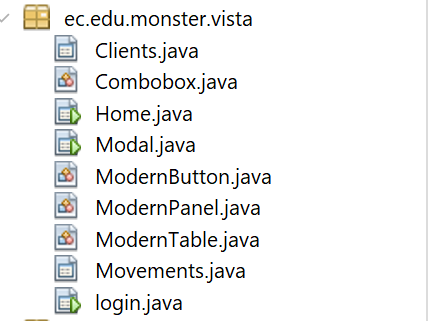 ec.edu.monster.vista
Clients.java
Combobox.java
Home.java
Modal.java
ModernButton.java
ModernPanel.java
ModernTable.java
Movements.java
login.java